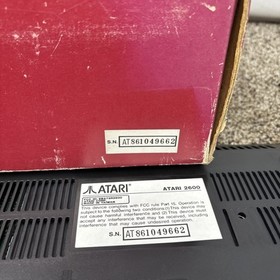 S.N. AT861049662
ATARI
ATARI 2600
This device complies with FCC rule Part 15. Operation is
subject to the following two conditions:(1)This device may
not cause harmful interference and (2)This device must
accept any interference that may be received, including
interference that may cause undesired operation.
S.N. AT861049662